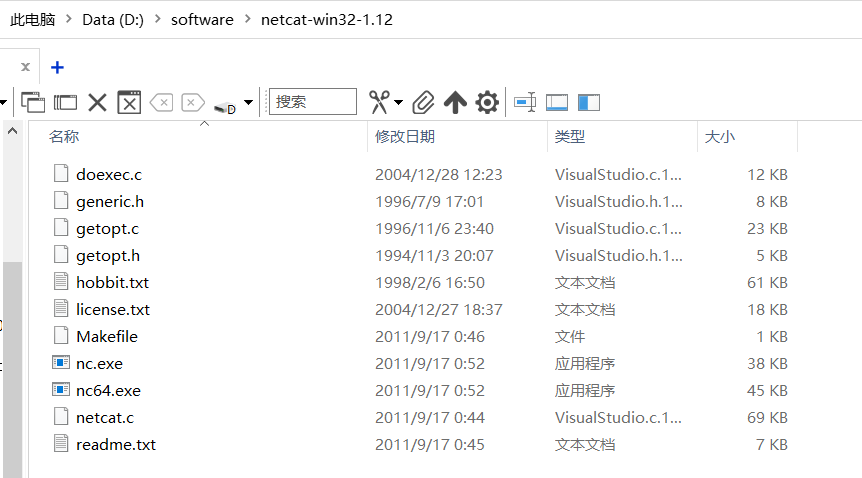 此电脑 > Data (D:) > software > netcat-win32-1.12
x +
D 搜索
名称 修改日期 类型 大小
doexec.c 2004/12/28 12:23 VisualStudio.c.1... 12 KB
generic.h 1996/7/9 17:01 VisualStudio.h.1... 8 KB
getopt.c 1996/11/6 23:40 VisualStudio.c.1... 23 KB
getopt.h 1994/11/3 20:07 VisualStudio.h.1... 5 KB
hobbit.txt 1998/2/6 16:50 文本文档 61 KB
license.txt 2004/12/27 18:37 文本文档 18 KB
Makefile 2011/9/17 0:46 文件 1 KB
nc.exe 2011/9/17 0:52 应用程序 38 KB
nc64.exe 2011/9/17 0:52 应用程序 45 KB
netcat.c 2011/9/17 0:44 VisualStudio.c.1... 69 KB
readme.txt 2011/9/17 0:45 文本文档 7 KB